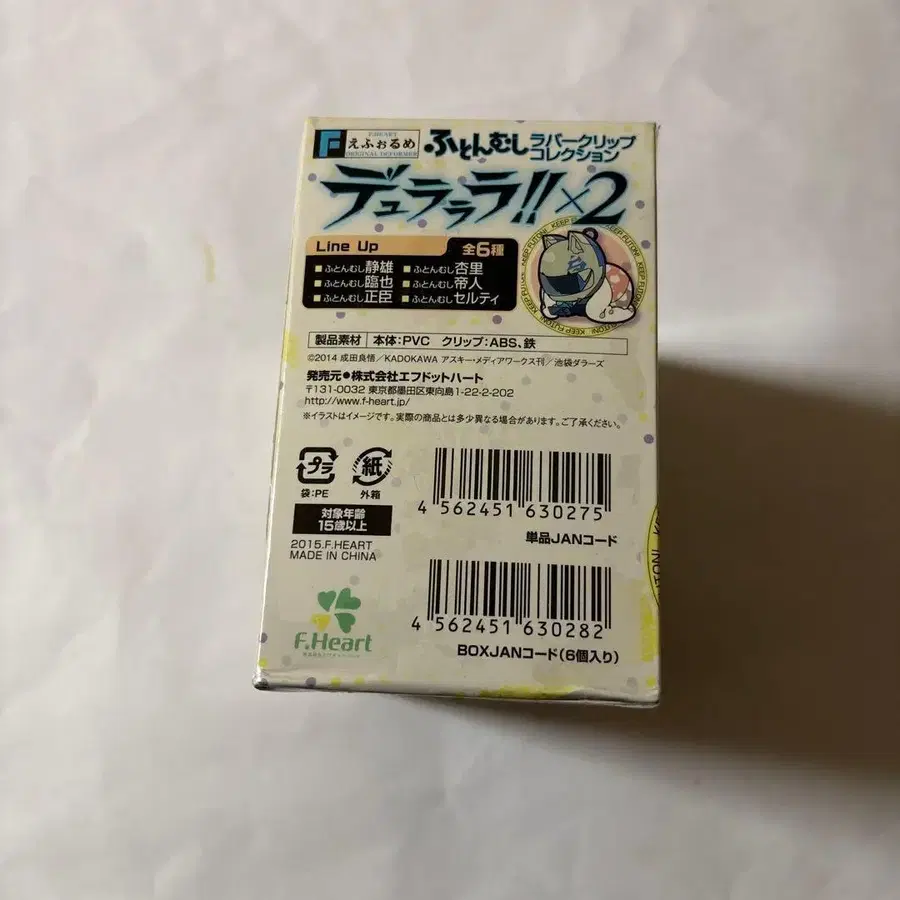 F.HEART
F えふぉるめ
ORIGINAL DEFORMER
ふとんむし ラバークリップ
コレクション
デュラララ!!×2
Line Up 全6種
ふとんむし静雄 ふとんむし杏里
ふとんむし臨也 ふとんむし帝人
ふとんむし正臣 ふとんむしセルティ
KEEP FUTON! KEEP FUTON! KEEP FUTON!
製品素材 本体:PVC クリップ:ABS、鉄
©2014 成田良悟/KADOKAWA アスキー・メディアワークス刊/池袋ダラーズ
発売元●株式会社エフドットハート
〒131-0032 東京都墨田区東向島1-22-2-202
http://www.f-heart.jp/
※イラストはイメージです。実際の商品とは多少異なる場合があります。ご了承ください。
プラ 紙
袋:PE 外箱
対象年齢
15歳以上
2015.F.HEART
MADE IN CHINA
4 562451 630275
単品JANコード
4 562451 630282
BOXJANコード(6個入り)
F.Heart